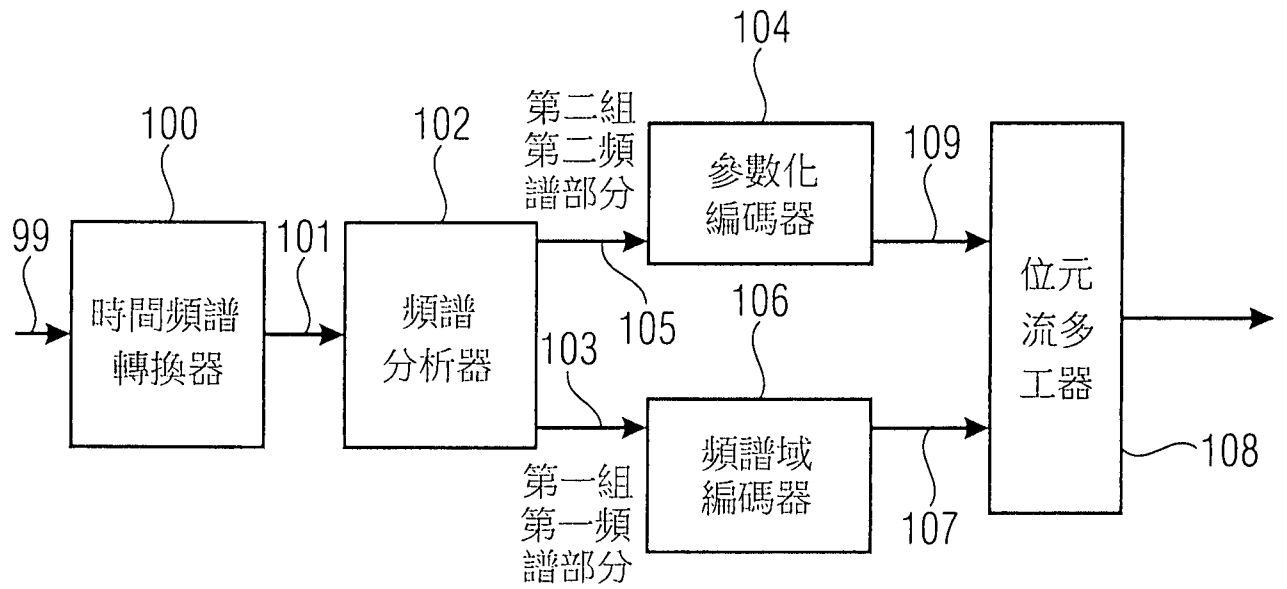 99
100
時間頻譜
轉換器
101
102
頻譜
分析器
第二組
第二頻
譜部分
105
103
第一組
第一頻
譜部分
104
參數化
編碼器
109
106
頻譜域
編碼器
107
位元
流多
工器
108